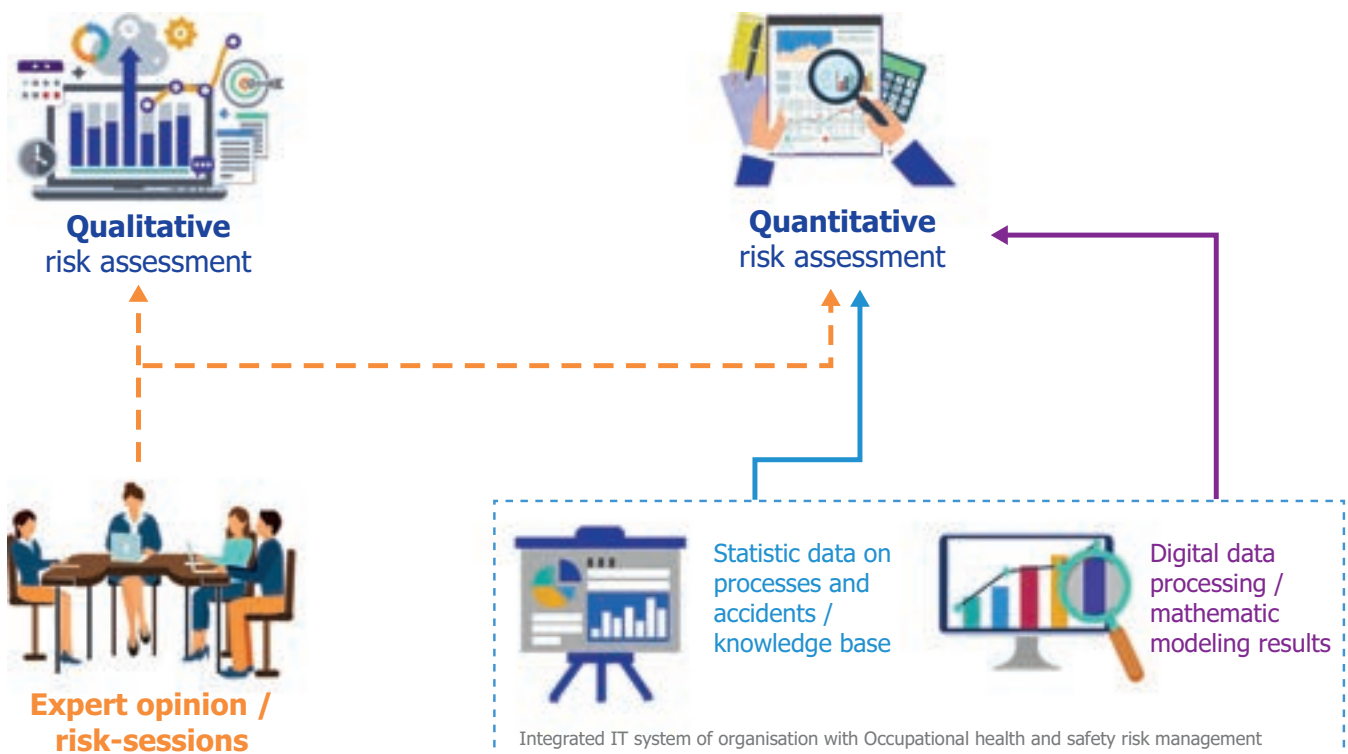 Qualitative
risk assessment
Quantitative
risk assessment
Expert opinion /
risk-sessions
Statistic data on
processes and
accidents /
knowledge base
Digital data
processing /
mathematic
modeling results
Integrated IT system of organisation with Occupational health and safety risk management